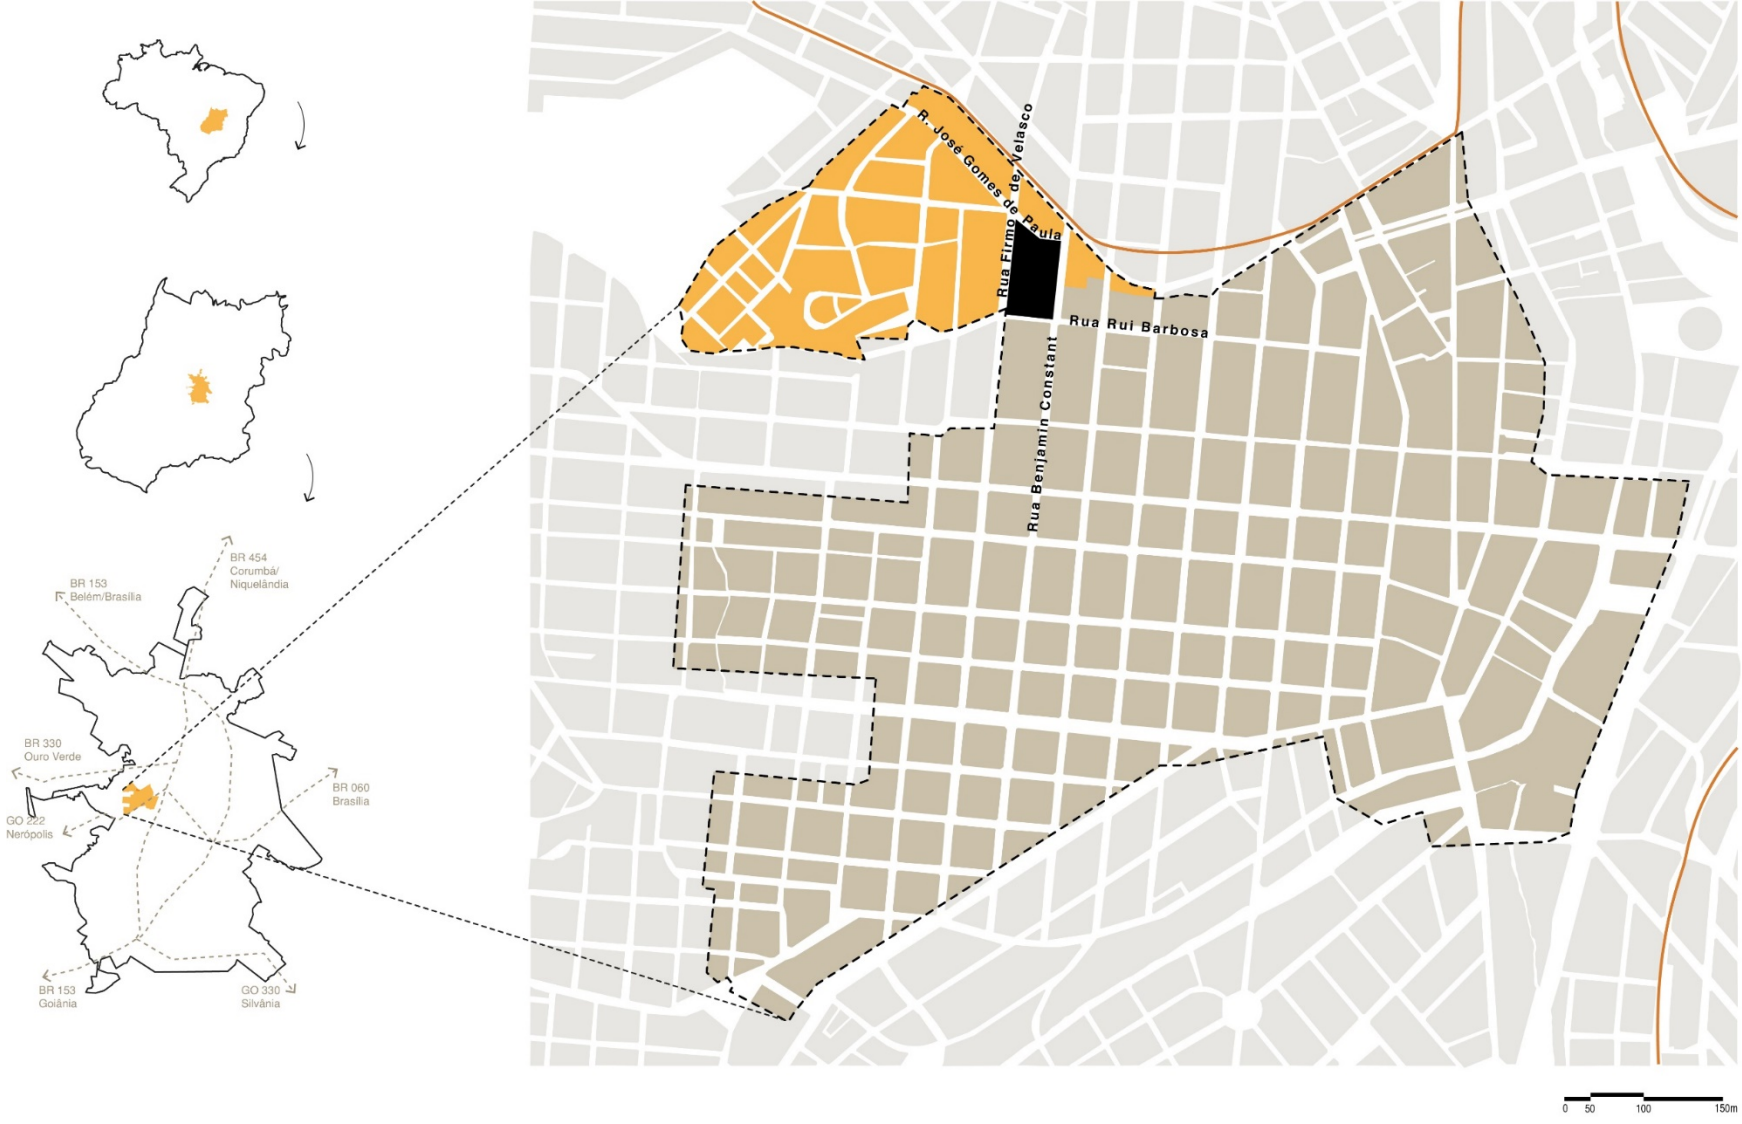 BR 454
Corumbá/
Niquelândia
BR 153
Belém/Brasília
BR 330
Ouro Verde
BR 060
Brasília
GO 222
Nerópolis
BR 153
Goiânia
GO 330
Silvânia
R. José Gomes de Paula
Rua Firmo de Velasco
Rua Rui Barbosa
Rua Benjamin Constant
0 50 100 150m